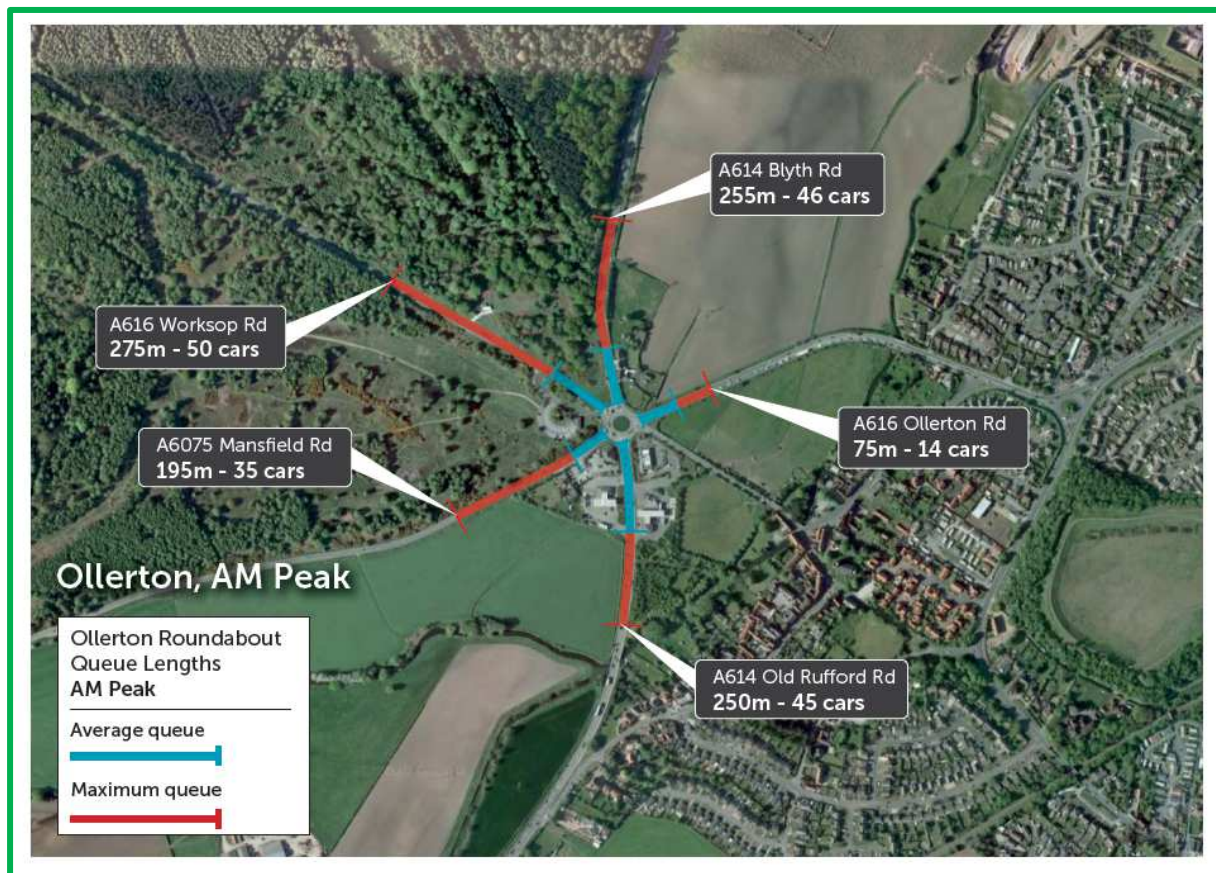 A614 Blyth Rd
255m - 46 cars
A616 Worksop Rd
275m - 50 cars
A616 Ollerton Rd
75m - 14 cars
A6075 Mansfield Rd
195m - 35 cars
Ollerton, AM Peak
Ollerton Roundabout
Queue Lengths
AM Peak
Average queue
Maximum queue
A614 Old Rufford Rd
250m - 45 cars